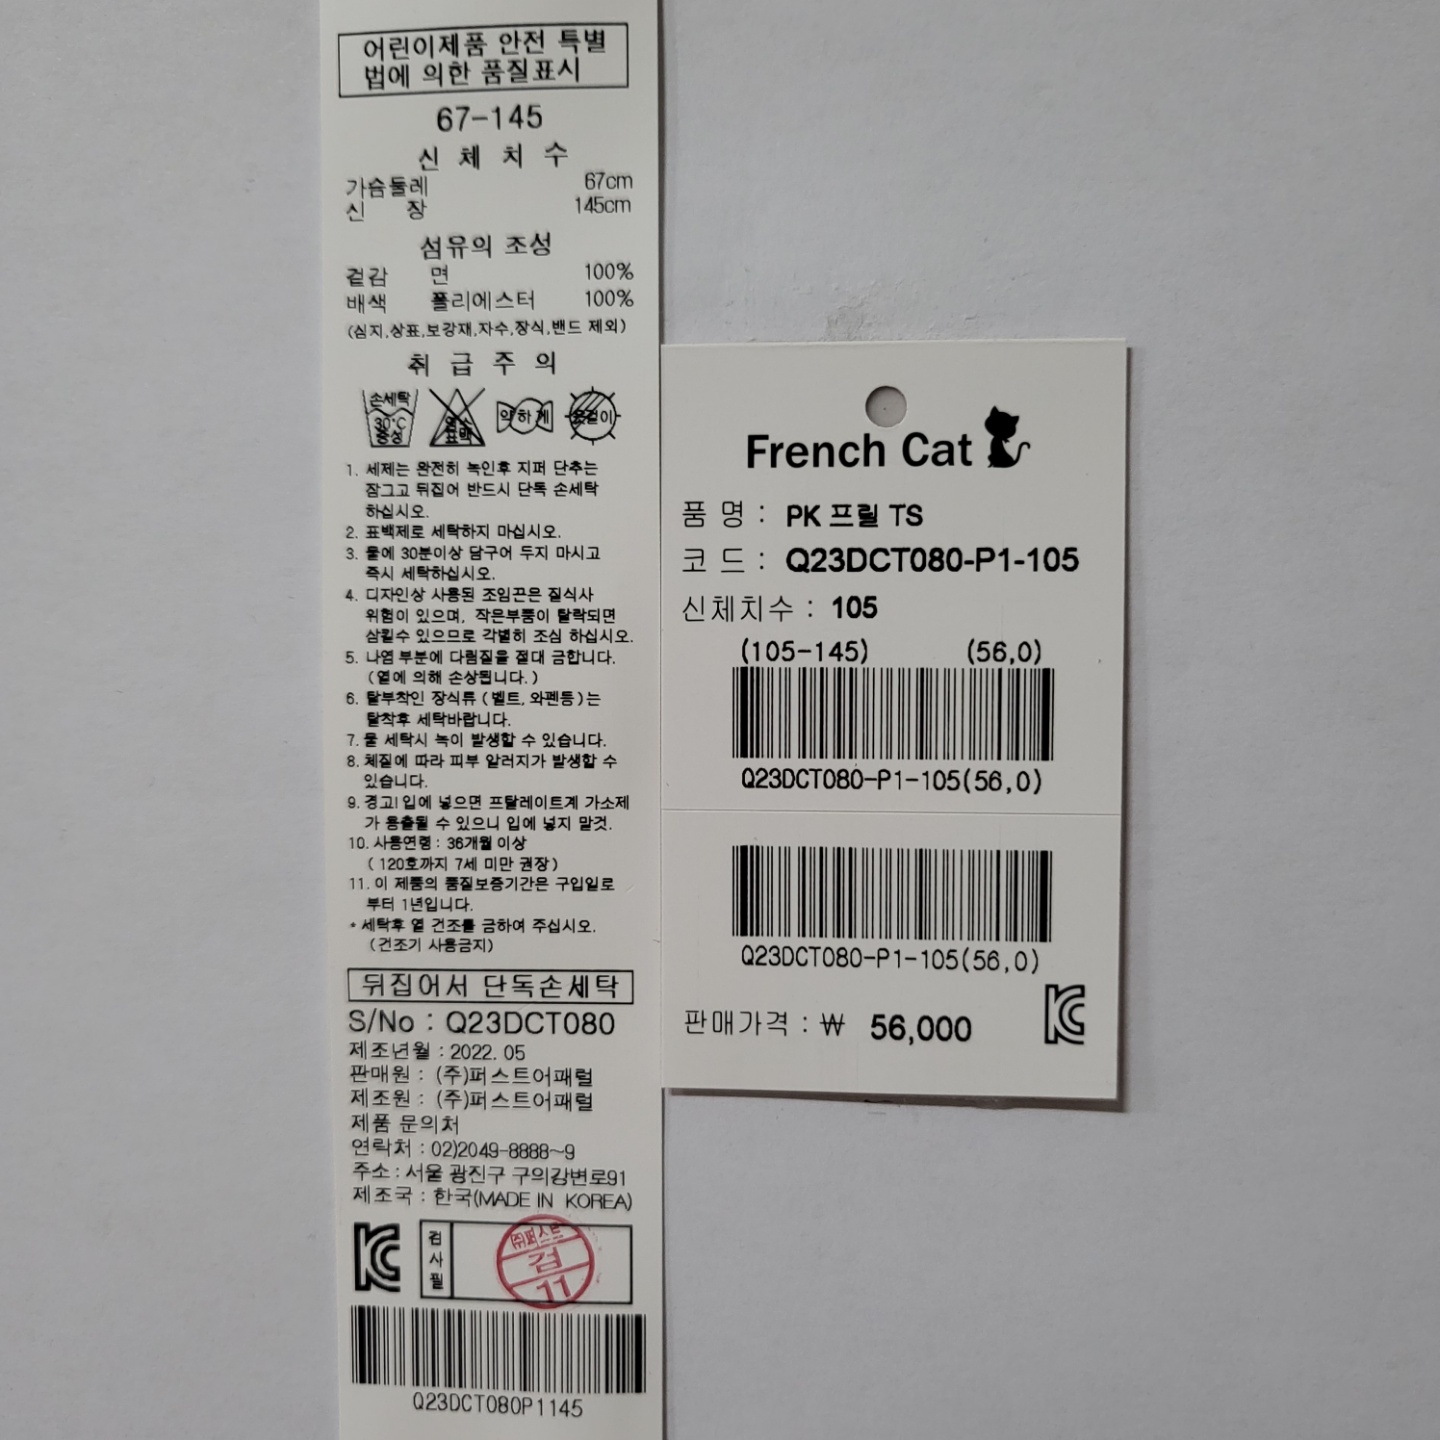 어린이제품 안전 특별
법에 의한 품질표시
67-145
신 체 치 수
가슴둘레 67cm
신 장 145cm
섬유의 조성
겉감 면 100%
배색 폴리에스터 100%
(심지,상표,보강재,자수,장식,밴드 제외)
취 급 주 의
손세탁 30°C 중성
염소 표백
약하게
옷걸이
1. 세제는 완전히 녹인후 지퍼 단추는
잠그고 뒤집어 반드시 단독 손세탁
하십시오.
2. 표백제로 세탁하지 마십시오.
3. 물에 30분이상 담구어 두지 마시고
즉시 세탁하십시오.
4. 디자인상 사용된 조임끈은 질식사
위험이 있으며, 작은부품이 탈락되면
삼킬수 있으므로 각별히 조심 하십시오.
5. 나염 부분에 다림질을 절대 금합니다.
(열에 의해 손상됩니다.)
6. 탈부착인 장식류 (벨트, 와펜등)는
탈착후 세탁바랍니다.
7. 물 세탁시 녹이 발생할 수 있습니다.
8. 체질에 따라 피부 알러지가 발생할 수
있습니다.
9. 경고! 입에 넣으면 프탈레이트계 가소제
가 용출될 수 있으니 입에 넣지 말것.
10. 사용연령 : 36개월 이상
( 120호까지 7세 미만 권장)
11. 이 제품의 품질보증기간은 구입일로
부터 1년입니다.
* 세탁후 열 건조를 금하여 주십시오.
(건조기 사용금지)
뒤집어서 단독손세탁
S/No : Q23DCT080
제조년월 : 2022. 05
판매원 : (주)퍼스트어패럴
제조원 : (주)퍼스트어패럴
제품 문의처
연락처 : 02)2049-8888~9
주소 : 서울 광진구 구의강변로91
제조국 : 한국(MADE IN KOREA)
KC 검사필
㈜퍼스트
검
11
Q23DCT080P1145
French Cat
품 명 : PK 프릴 TS
코 드 : Q23DCT080-P1-105
신체치수 : 105
(105-145) (56,0)
Q23DCT080-P1-105(56,0)
Q23DCT080-P1-105(56,0)
판매가격 : ₩ 56,000
KC